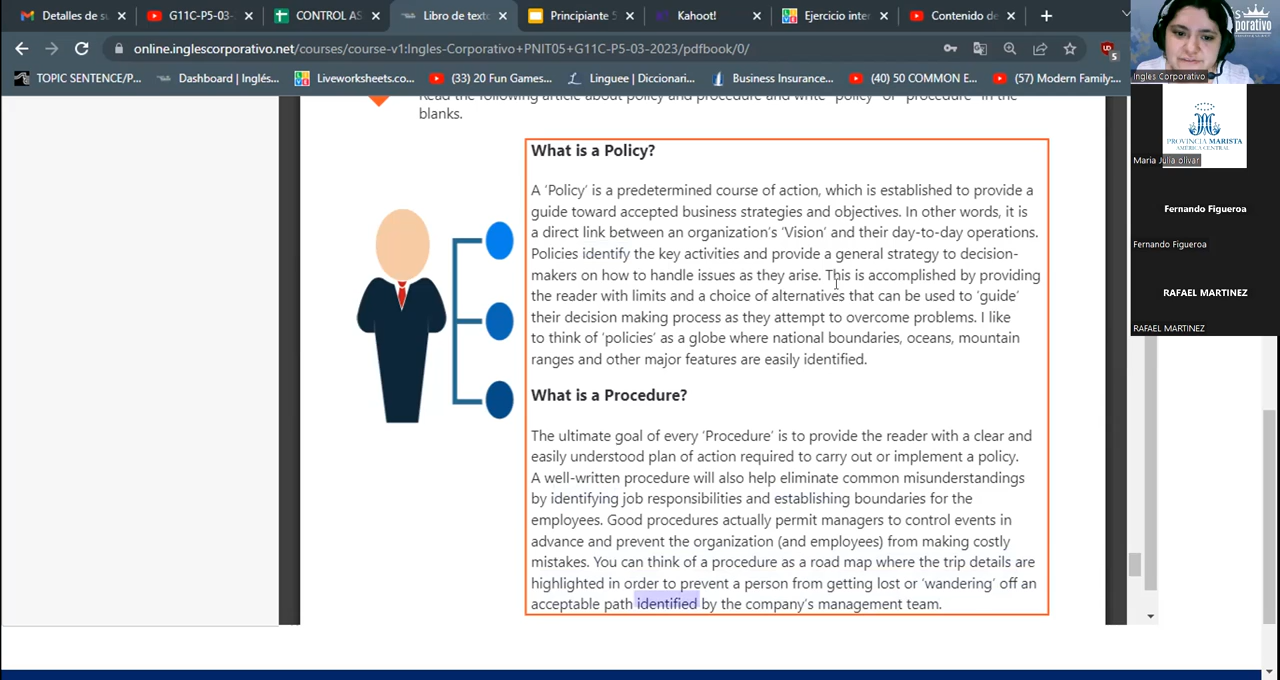 Detalles de su
G11C-P5-03-
CONTROL AS
Libro de texto
Principiante 5
Kahoot!
Ejercicio inter
Contenido de
online.inglescorporativo.net/courses/course-v1:Ingles-Corporativo+PNIT05+G11C-P5-03-2023/pdfbook/0/
TOPIC SENTENCE/P...
Dashboard | Inglés...
Liveworksheets.co...
(33) 20 Fun Games...
Linguee | Diccionari...
Business Insurance...
(40) 50 COMMON E...
(57) Modern Family:...
Read the following article about policy and procedure and write "policy" or "procedure" in the
blanks.
What is a Policy?
A 'Policy' is a predetermined course of action, which is established to provide a
guide toward accepted business strategies and objectives. In other words, it is
a direct link between an organization's 'Vision' and their day-to-day operations.
Policies identify the key activities and provide a general strategy to decision-
makers on how to handle issues as they arise. This is accomplished by providing
the reader with limits and a choice of alternatives that can be used to 'guide'
their decision making process as they attempt to overcome problems. I like
to think of 'policies' as a globe where national boundaries, oceans, mountain
ranges and other major features are easily identified.
What is a Procedure?
The ultimate goal of every 'Procedure' is to provide the reader with a clear and
easily understood plan of action required to carry out or implement a policy.
A well-written procedure will also help eliminate common misunderstandings
by identifying job responsibilities and establishing boundaries for the
employees. Good procedures actually permit managers to control events in
advance and prevent the organization (and employees) from making costly
mistakes. You can think of a procedure as a road map where the trip details are
highlighted in order to prevent a person from getting lost or 'wandering' off an
acceptable path identified by the company's management team.
Ingles Corporativo
PROVINCIA MARISTA
AMERICA CENTRAL
Maria Julia olivar
Fernando Figueroa
Fernando Figueroa
RAFAEL MARTINEZ
RAFAEL MARTINEZ